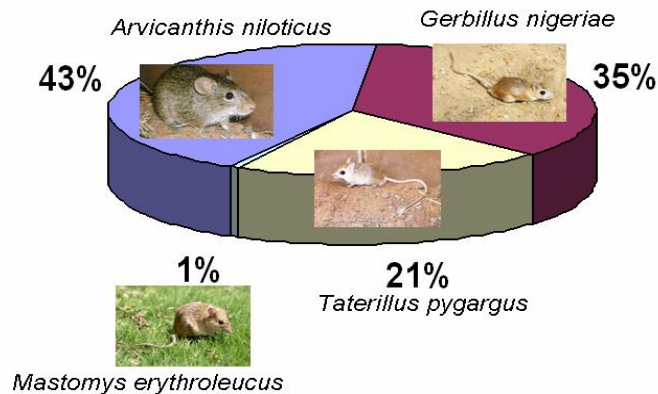 Arvicanthis niloticus
Gerbillus nigeriae
43%
35%
1%
21%
Taterillus pygargus
Mastomys erythroleucus